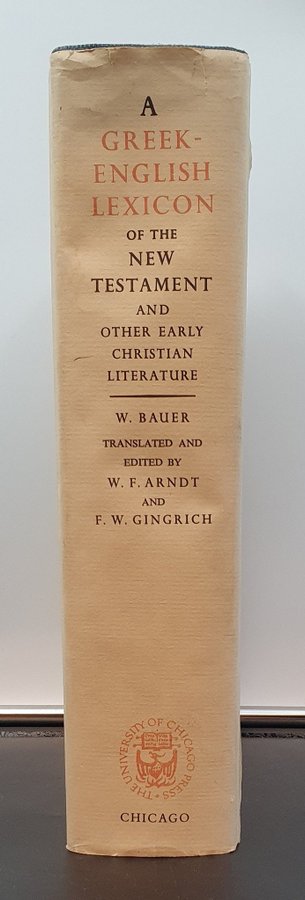 A
GREEK-
ENGLISH
LEXICON
OF THE
NEW
TESTAMENT
AND
OTHER EARLY
CHRISTIAN
LITERATURE
W. BAUER
TRANSLATED AND
EDITED BY
W. F. ARNDT
AND
F. W. GINGRICH
THE UNIVERSITY OF CHICAGO PRESS
CHICAGO